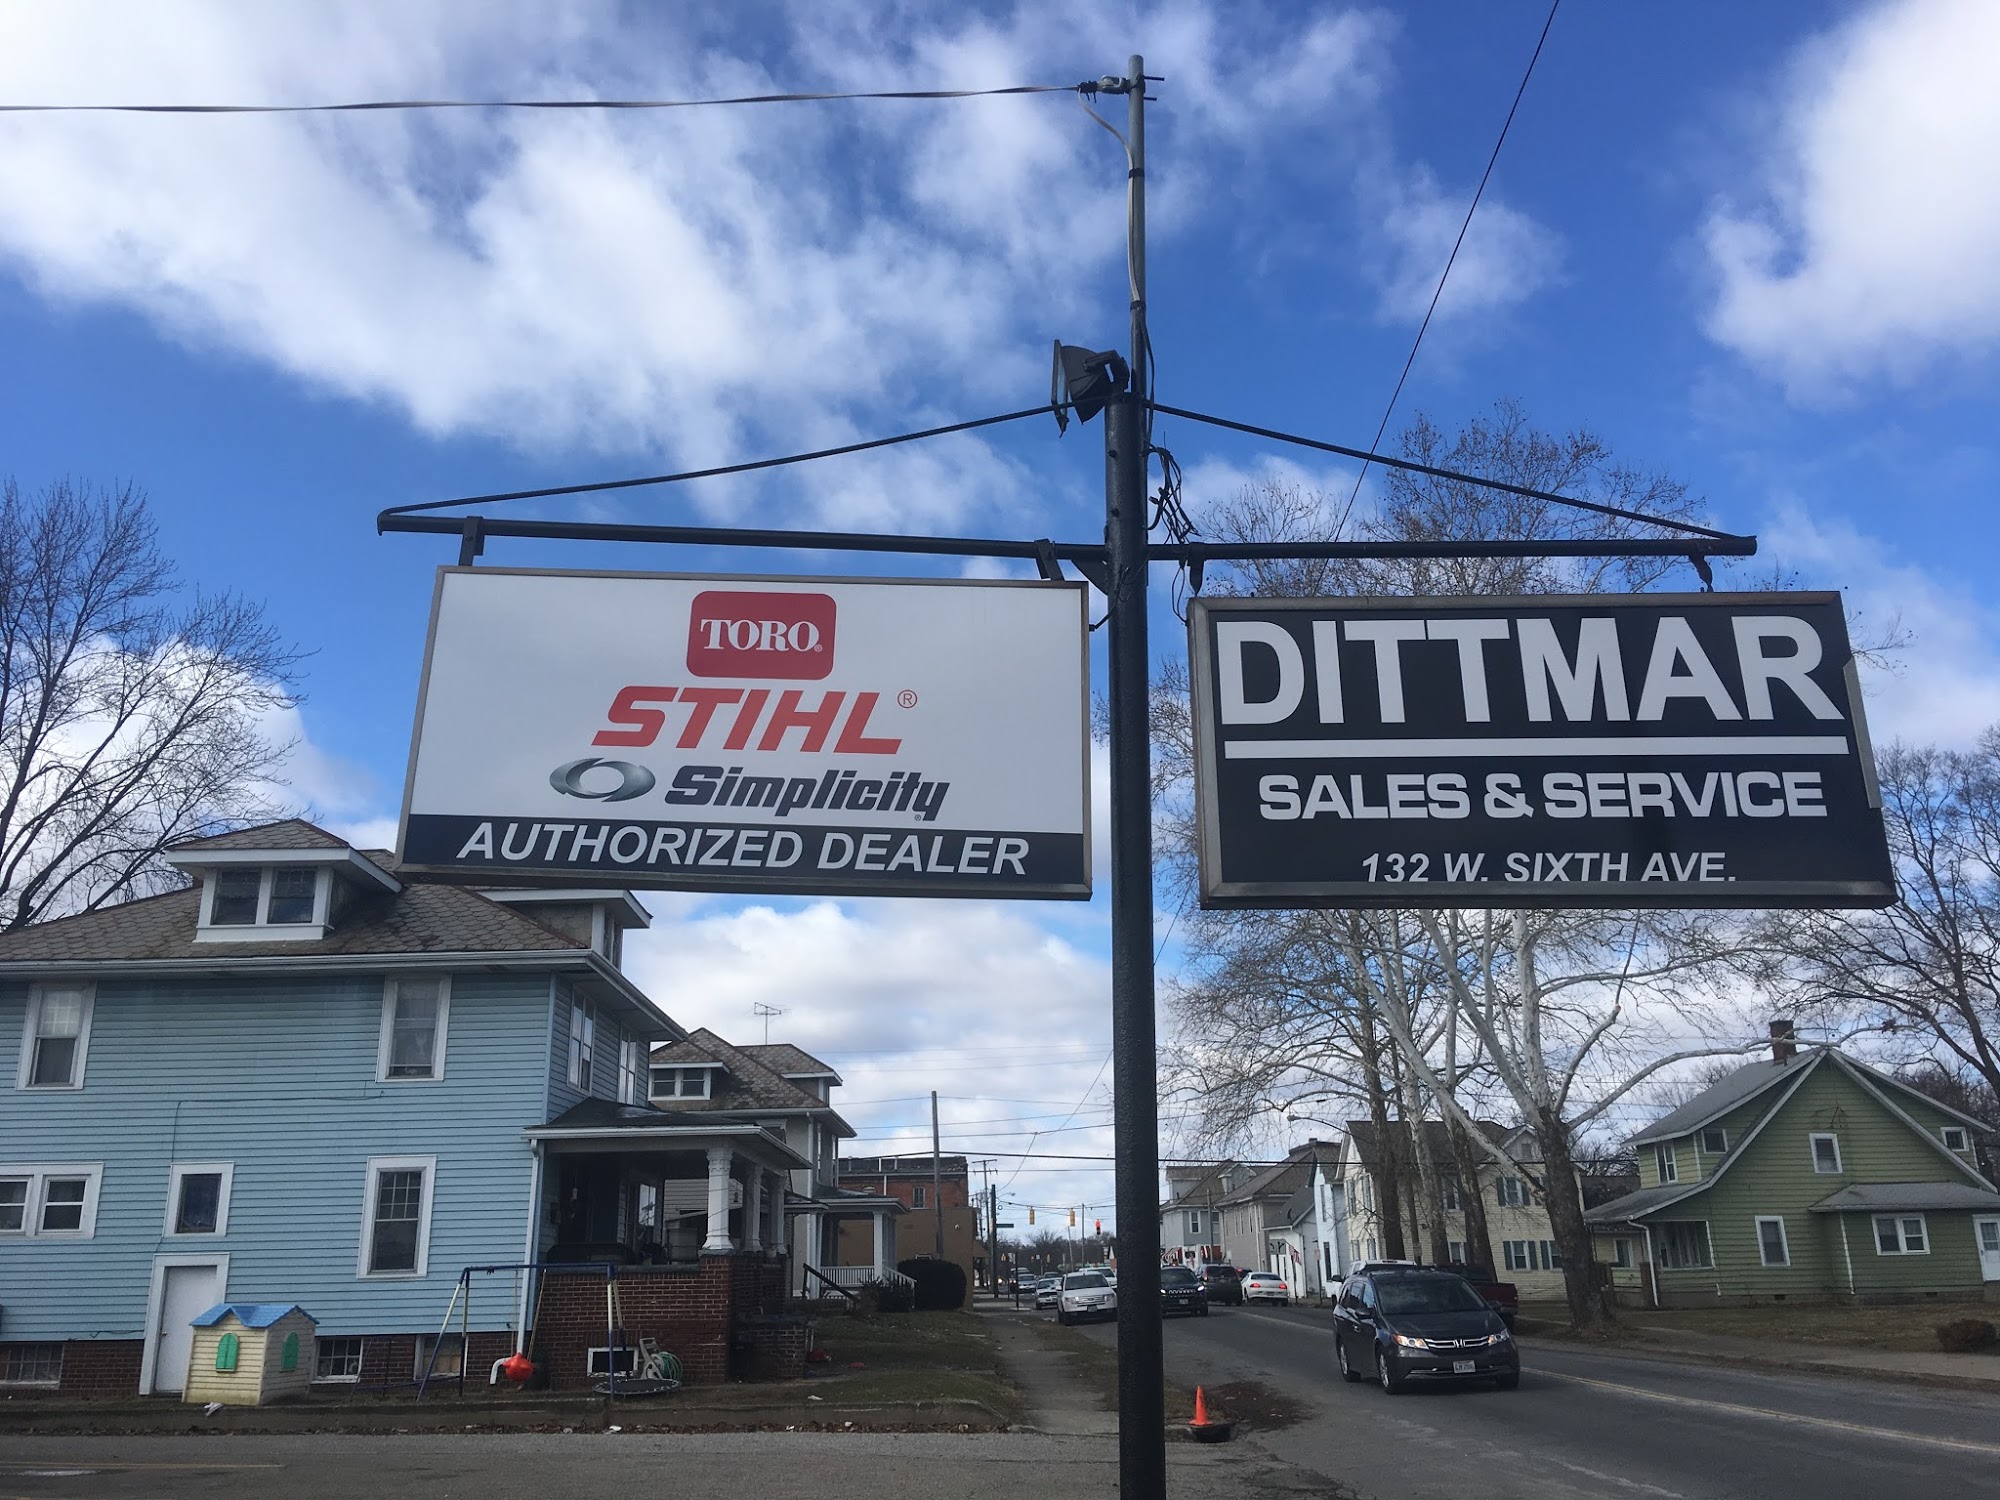 TORO®
STIHL®
Simplicity®
AUTHORIZED DEALER
DITTMAR
SALES & SERVICE
132 W. SIXTH AVE.